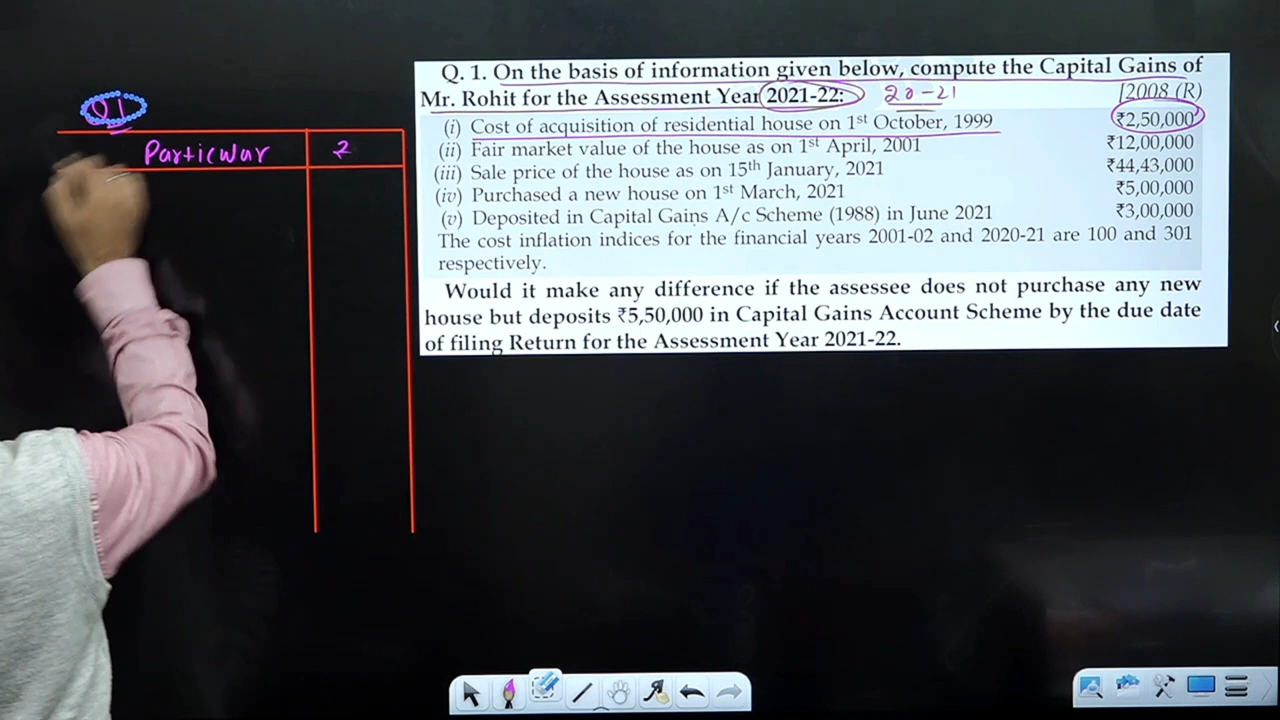 Q1
Particular ₹
Q. 1. On the basis of information given below, compute the Capital Gains of
Mr. Rohit for the Assessment Year 2021-22: 20-21 [2008 (R)
(i) Cost of acquisition of residential house on 1st October, 1999 ₹2,50,000
(ii) Fair market value of the house as on 1st April, 2001 ₹12,00,000
(iii) Sale price of the house as on 15th January, 2021 ₹44,43,000
(iv) Purchased a new house on 1st March, 2021 ₹5,00,000
(v) Deposited in Capital Gains A/c Scheme (1988) in June 2021 ₹3,00,000
The cost inflation indices for the financial years 2001-02 and 2020-21 are 100 and 301
respectively.
Would it make any difference if the assessee does not purchase any new
house but deposits ₹5,50,000 in Capital Gains Account Scheme by the due date
of filing Return for the Assessment Year 2021-22.